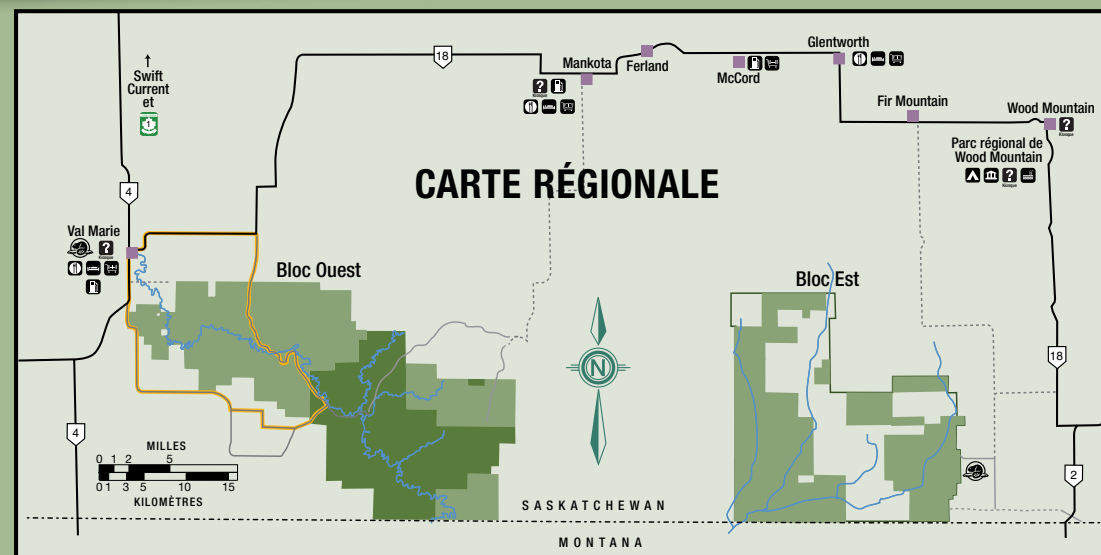 ↑
Swift
Current
et
1
4
18
Mankota
Kiosque
Ferland
McCord
Glentworth
Fir Mountain
Wood Mountain
Kiosque
Parc régional de
Wood Mountain
Kiosque
CARTE RÉGIONALE
Val Marie
Kiosque
Bloc Ouest
Bloc Est
N
18
4
2
MILLES
0 1 2 5
0 1 3 5 10 15
KILOMÈTRES
SASKATCHEWAN
MONTANA